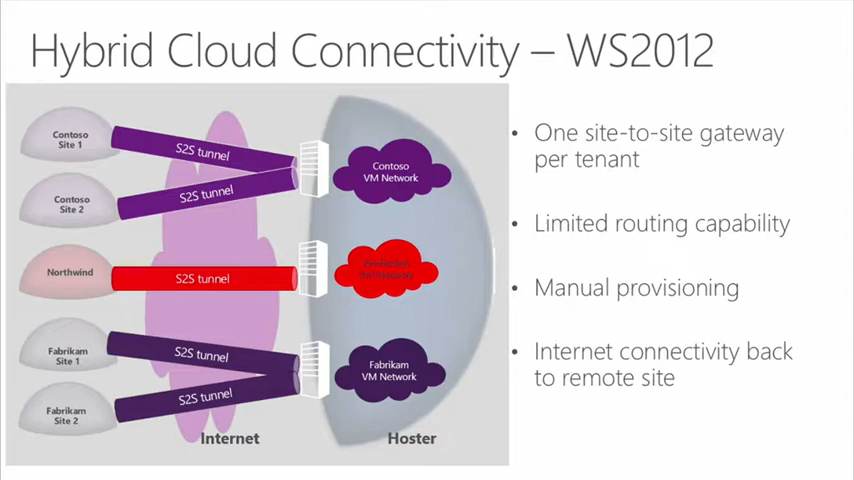 Hybrid Cloud Connectivity – WS2012
Contoso
Site 1
S2S tunnel
Contoso
VM Network
Contoso
Site 2
S2S tunnel
Northwind
S2S tunnel
Fabrikam
Site 1
S2S tunnel
Fabrikam
VM Network
Fabrikam
Site 2
S2S tunnel
Internet
Hoster
• One site-to-site gateway
per tenant
• Limited routing capability
• Manual provisioning
• Internet connectivity back
to remote site